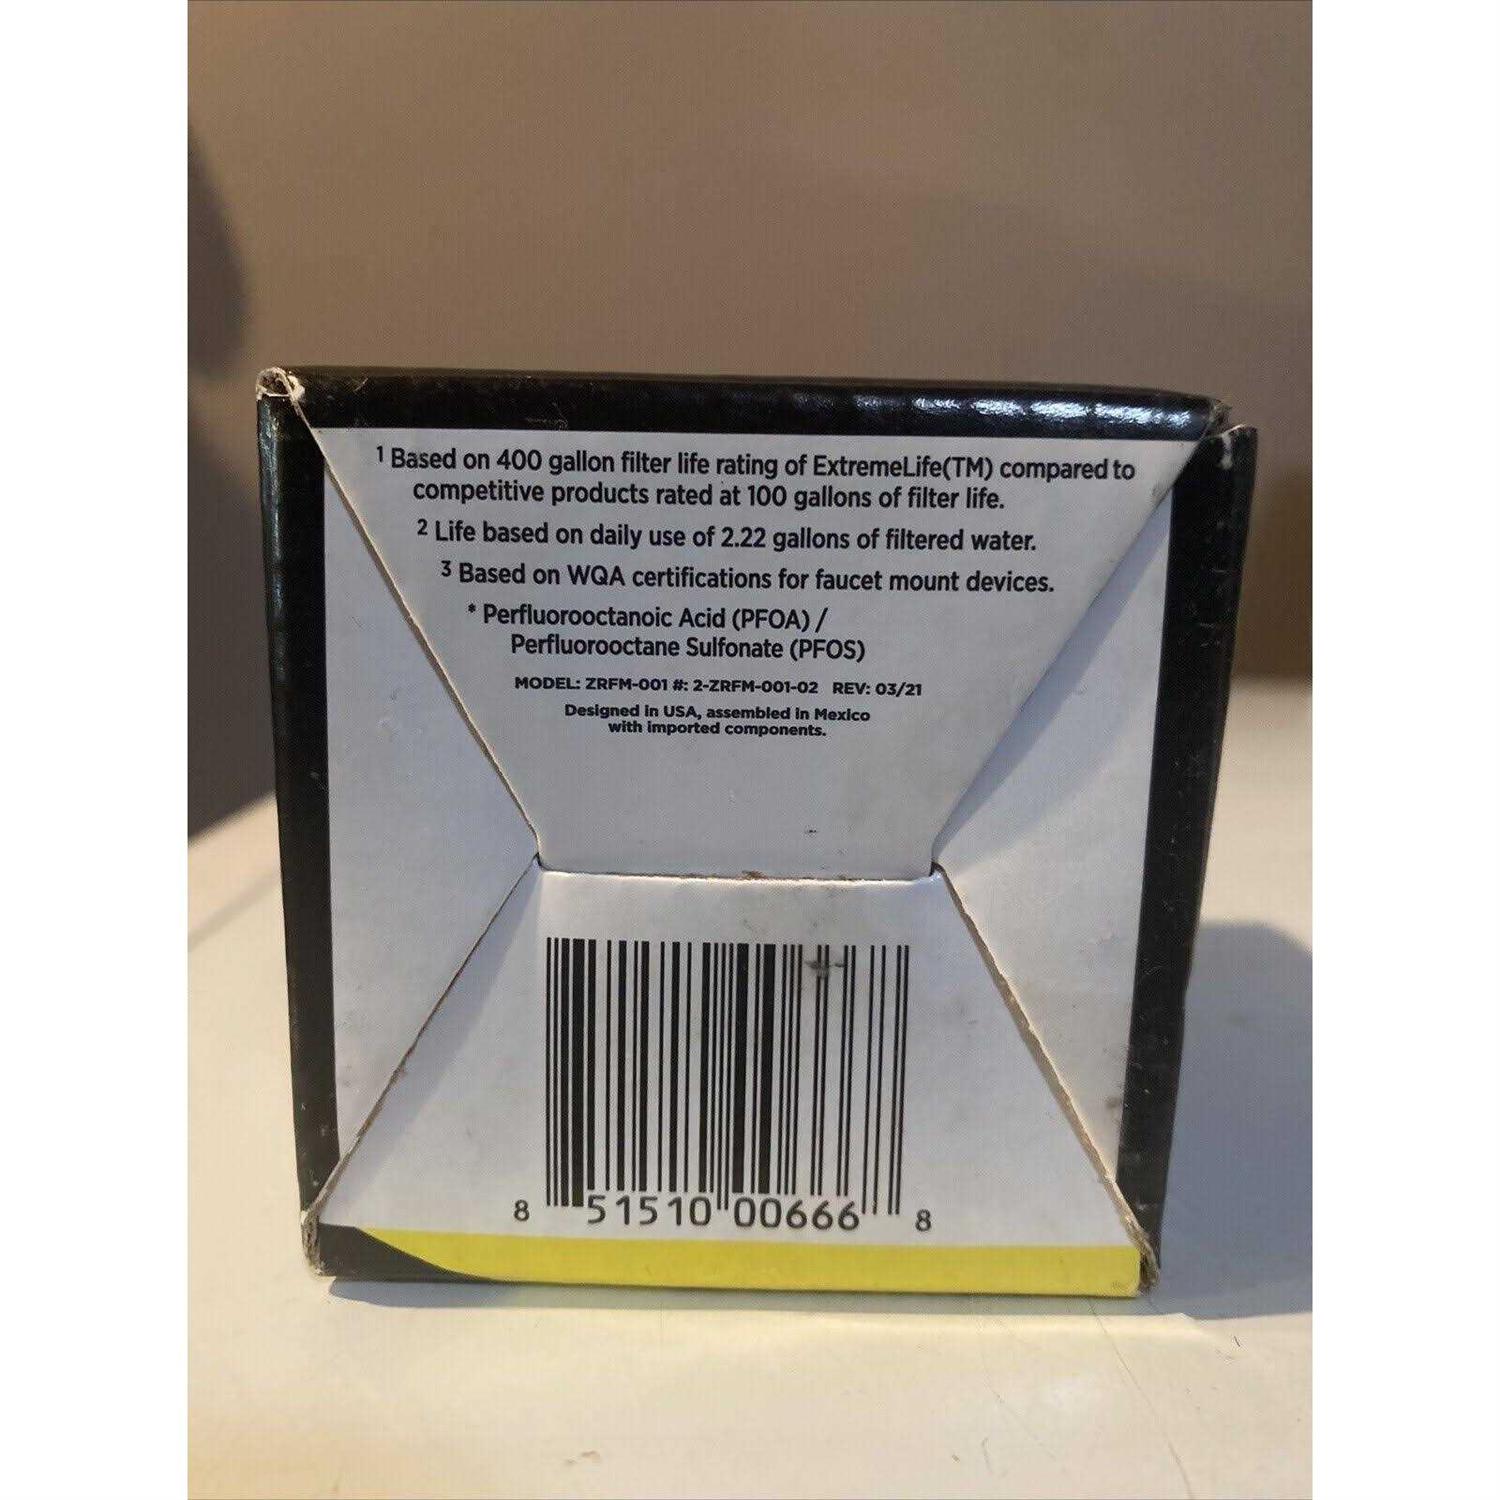 ¹ Based on 400 gallon filter life rating of ExtremeLife(TM) compared to
competitive products rated at 100 gallons of filter life.
² Life based on daily use of 2.22 gallons of filtered water.
³ Based on WQA certifications for faucet mount devices.
* Perfluorooctanoic Acid (PFOA) /
Perfluorooctane Sulfonate (PFOS)
MODEL: ZRFM-001 #: 2-ZRFM-001-02 REV: 03/21
Designed in USA, assembled in Mexico
with imported components.
8 51510 00666 8